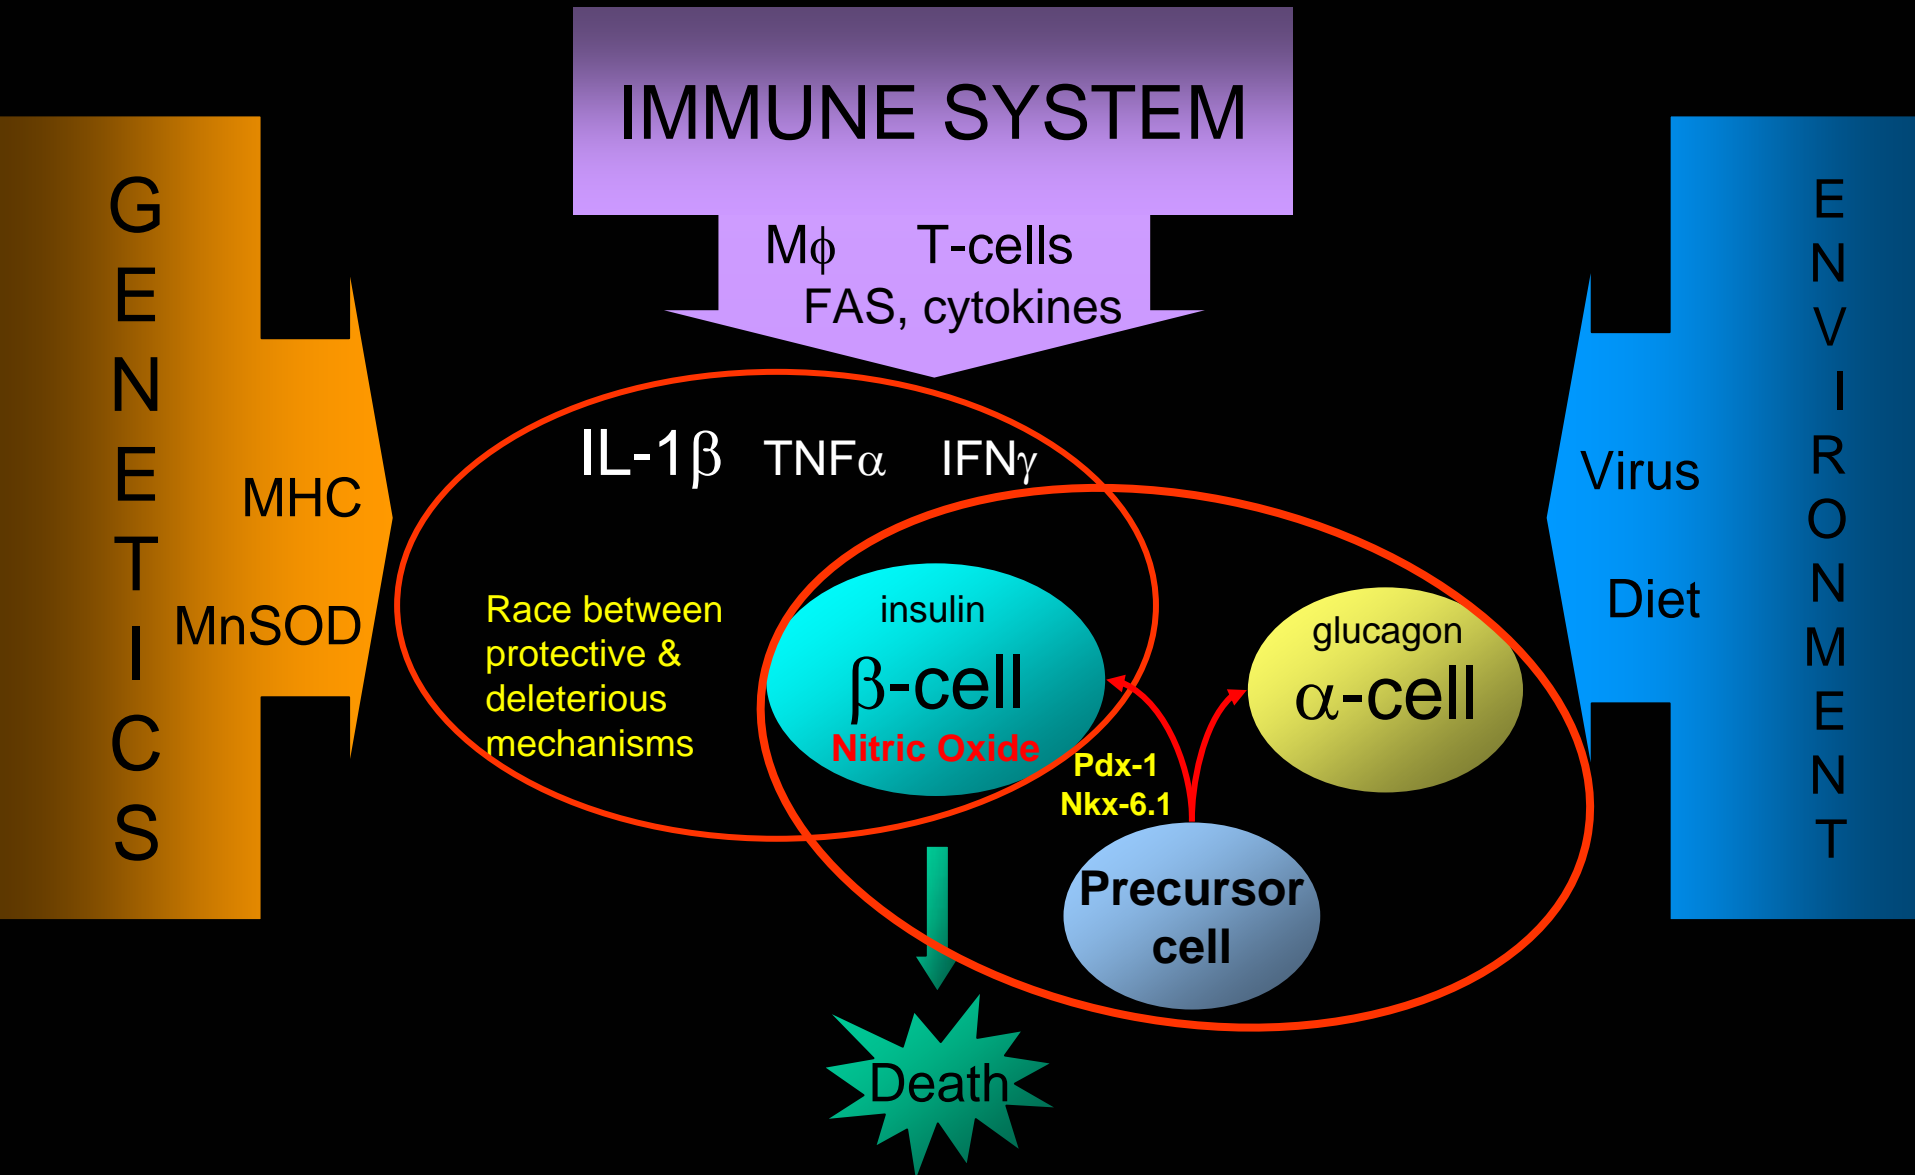 IMMUNE SYSTEM
Mϕ T-cells
FAS, cytokines
GENETICS
MHC
MnSOD
ENVIRONMENT
Virus
Diet
IL-1β TNFα IFNγ
Race between
protective &
deleterious
mechanisms
insulin
β-cell
Nitric Oxide
glucagon
α-cell
Pdx-1
Nkx-6.1
Precursor
cell
Death